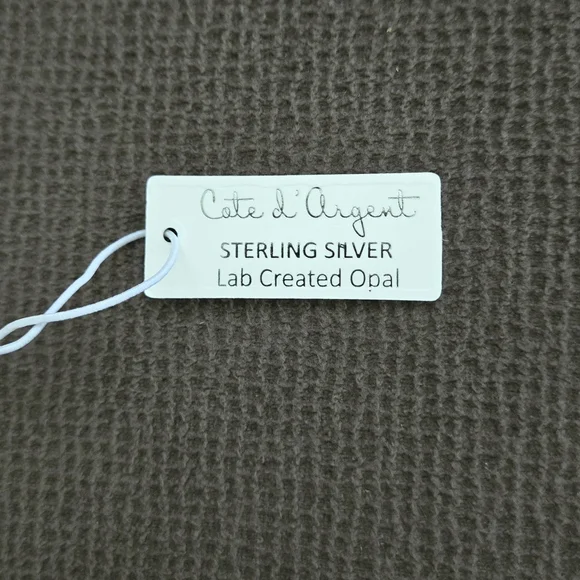 Cote d'Argent
STERLING SILVER
Lab Created Opal